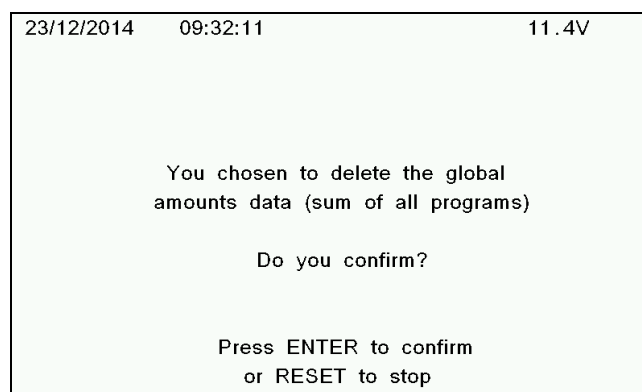 23/12/2014 09:32:11 11.4V
You chosen to delete the global
amounts data (sum of all programs)
Do you confirm?
Press ENTER to confirm
or RESET to stop